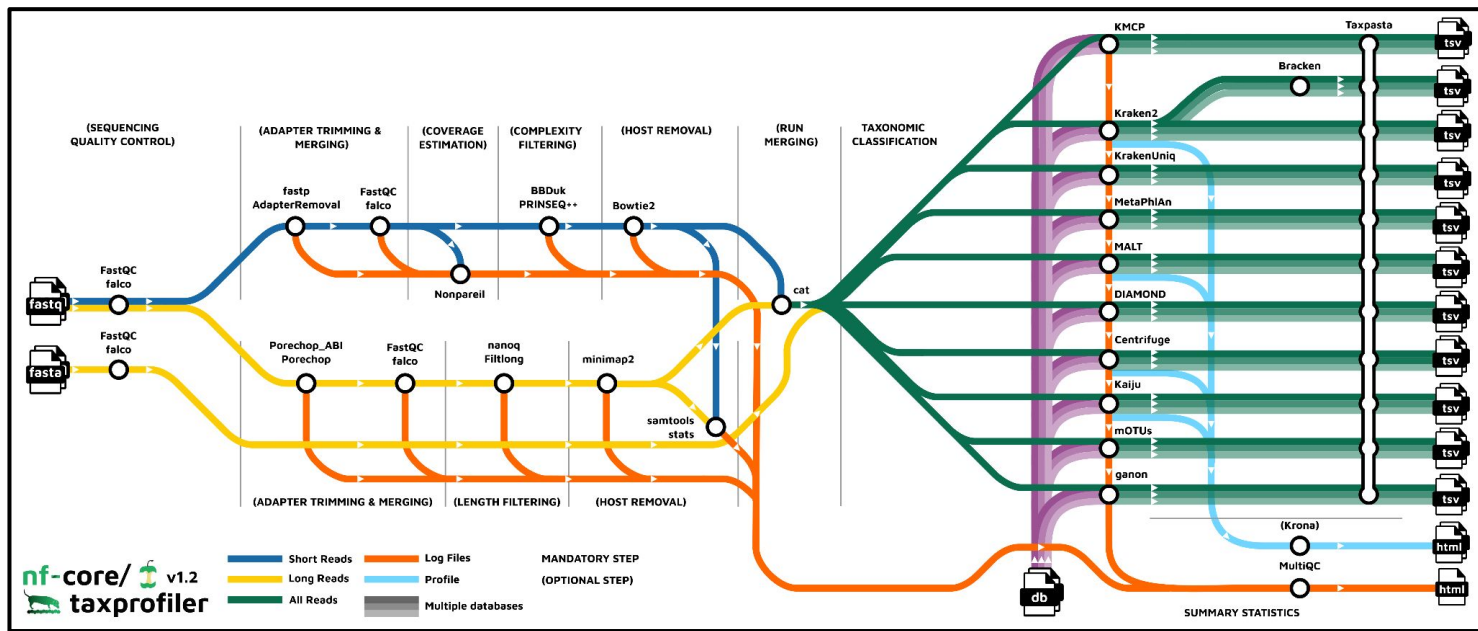 (SEQUENCING
QUALITY CONTROL)
(ADAPTER TRIMMING &
MERGING)
(COVERAGE
ESTIMATION)
(COMPLEXITY
FILTERING)
(HOST REMOVAL)
(RUN
MERGING)
TAXONOMIC
CLASSIFICATION
fastp
AdapterRemoval
FastQC
falco
BBDuk
PRINSEQ++
Bowtie2
Nonpareil
fastq
FastQC
falco
fasta
FastQC
falco
cat
Porechop_ABI
Porechop
FastQC
falco
nanoq
Filtlong
minimap2
samtools
stats
(ADAPTER TRIMMING & MERGING)
(LENGTH FILTERING)
(HOST REMOVAL)
KMCP
Taxpasta
tsv
Bracken
tsv
Kraken2
tsv
KrakenUniq
tsv
MetaPhlAn
tsv
MALT
tsv
DIAMOND
tsv
Centrifuge
tsv
Kaiju
tsv
mOTUs
tsv
ganon
tsv
(Krona)
html
MultiQC
html
db
SUMMARY STATISTICS
nf-core/ v1.2
taxprofiler
Short Reads
Long Reads
All Reads
Log Files
Profile
Multiple databases
MANDATORY STEP
(OPTIONAL STEP)